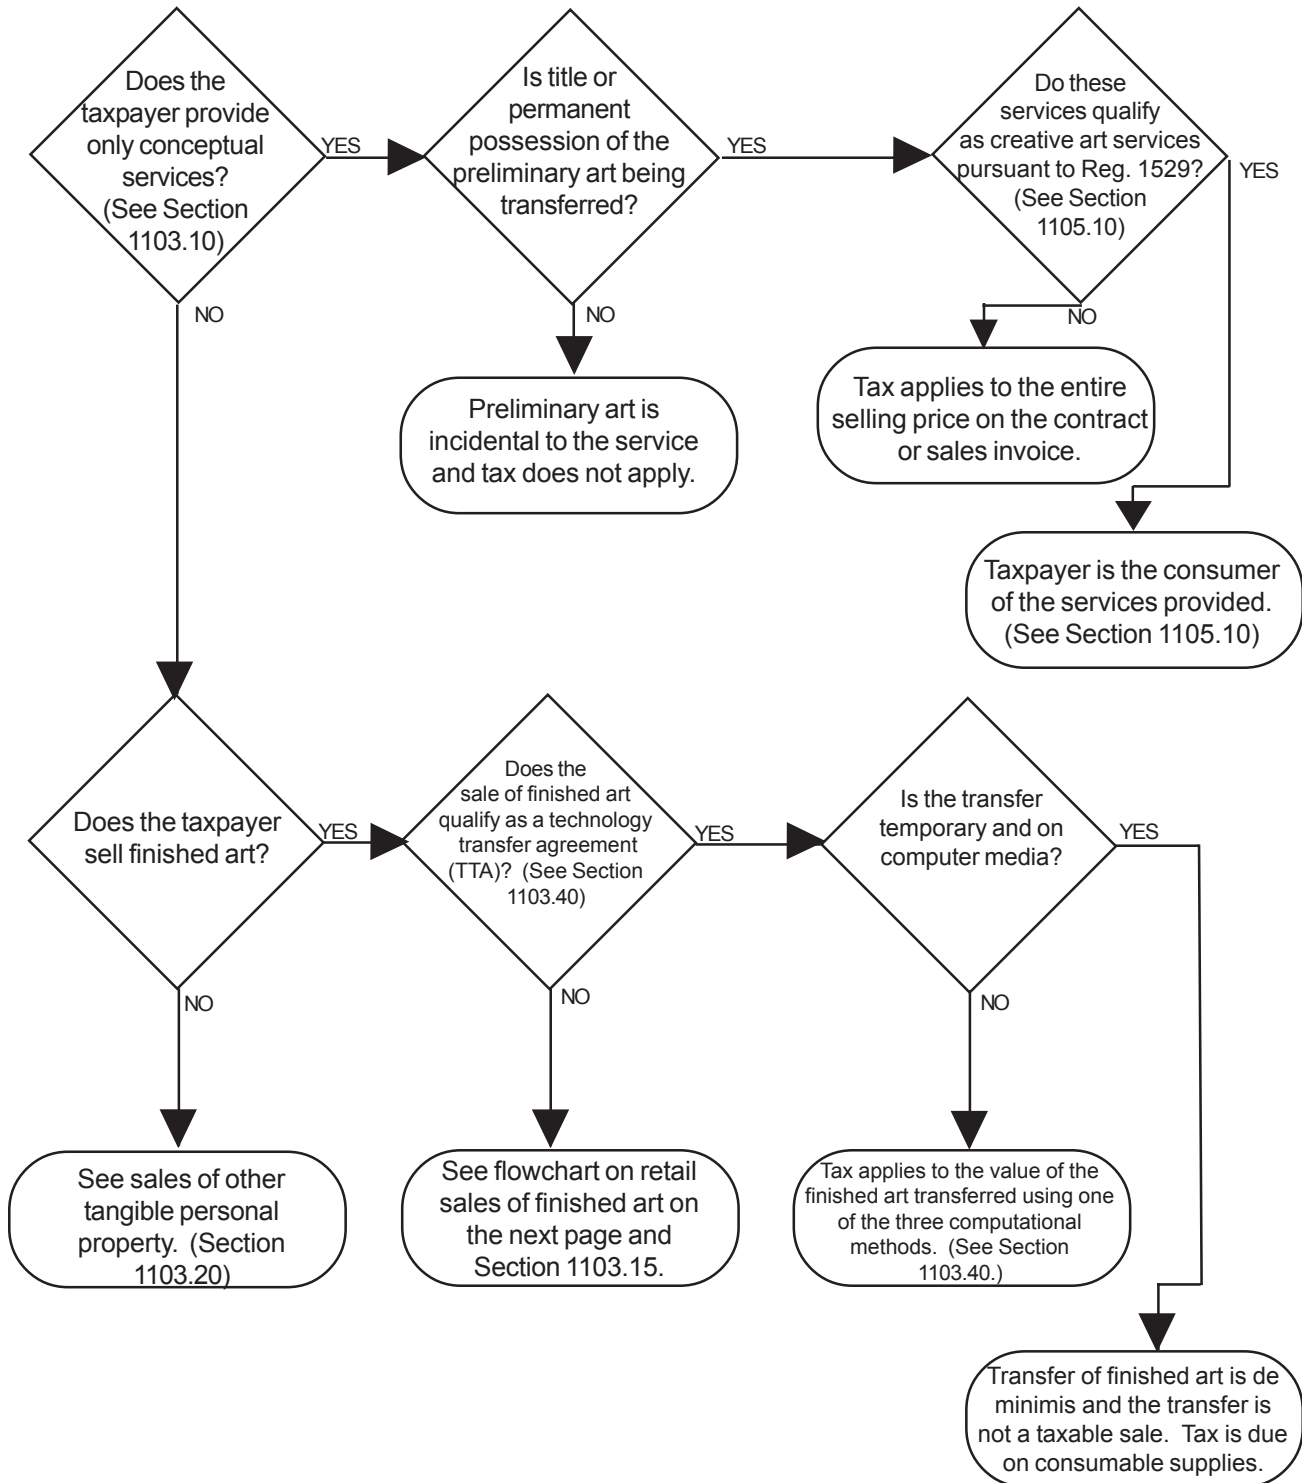 Does the
taxpayer provide
only conceptual
services?
(See Section
1103.10)
YES
NO
Is title or
permanent
possession of the
preliminary art being
transferred?
YES
NO
Do these
services qualify
as creative art services
pursuant to Reg. 1529?
(See Section
1105.10)
YES
NO
Preliminary art is
incidental to the service
and tax does not apply.
Tax applies to the entire
selling price on the contract
or sales invoice.
Taxpayer is the consumer
of the services provided.
(See Section 1105.10)
Does the taxpayer
sell finished art?
YES
NO
Does the
sale of finished art
qualify as a technology
transfer agreement
(TTA)? (See Section
1103.40)
YES
NO
Is the transfer
temporary and on
computer media?
YES
NO
See sales of other
tangible personal
property. (Section
1103.20)
See flowchart on retail
sales of finished art on
the next page and
Section 1103.15.
Tax applies to the value of the
finished art transferred using one
of the three computational
methods. (See Section
1103.40.)
Transfer of finished art is de
minimis and the transfer is
not a taxable sale. Tax is due
on consumable supplies.